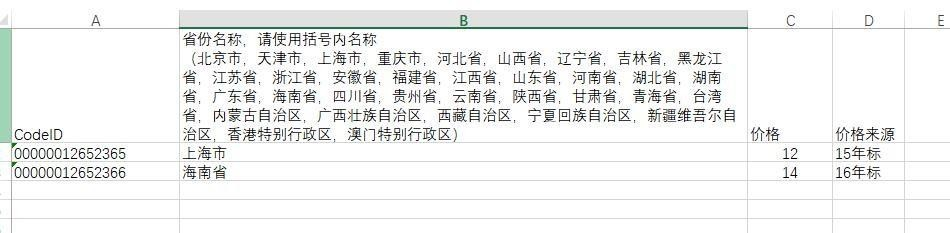 A B C D E
省份名称，请使用括号内名称
（北京市，天津市，上海市，重庆市，河北省，山西省，辽宁省，吉林省，黑龙江
省，江苏省，浙江省，安徽省，福建省，江西省，山东省，河南省，湖北省，湖南
省，广东省，海南省，四川省，贵州省，云南省，陕西省，甘肃省，青海省，台湾
省，内蒙古自治区，广西壮族自治区，西藏自治区，宁夏回族自治区，新疆维吾尔自
CodeID 治区，香港特别行政区，澳门特别行政区） 价格 价格来源
00000012652365 上海市 12 15年标
00000012652366 海南省 14 16年标